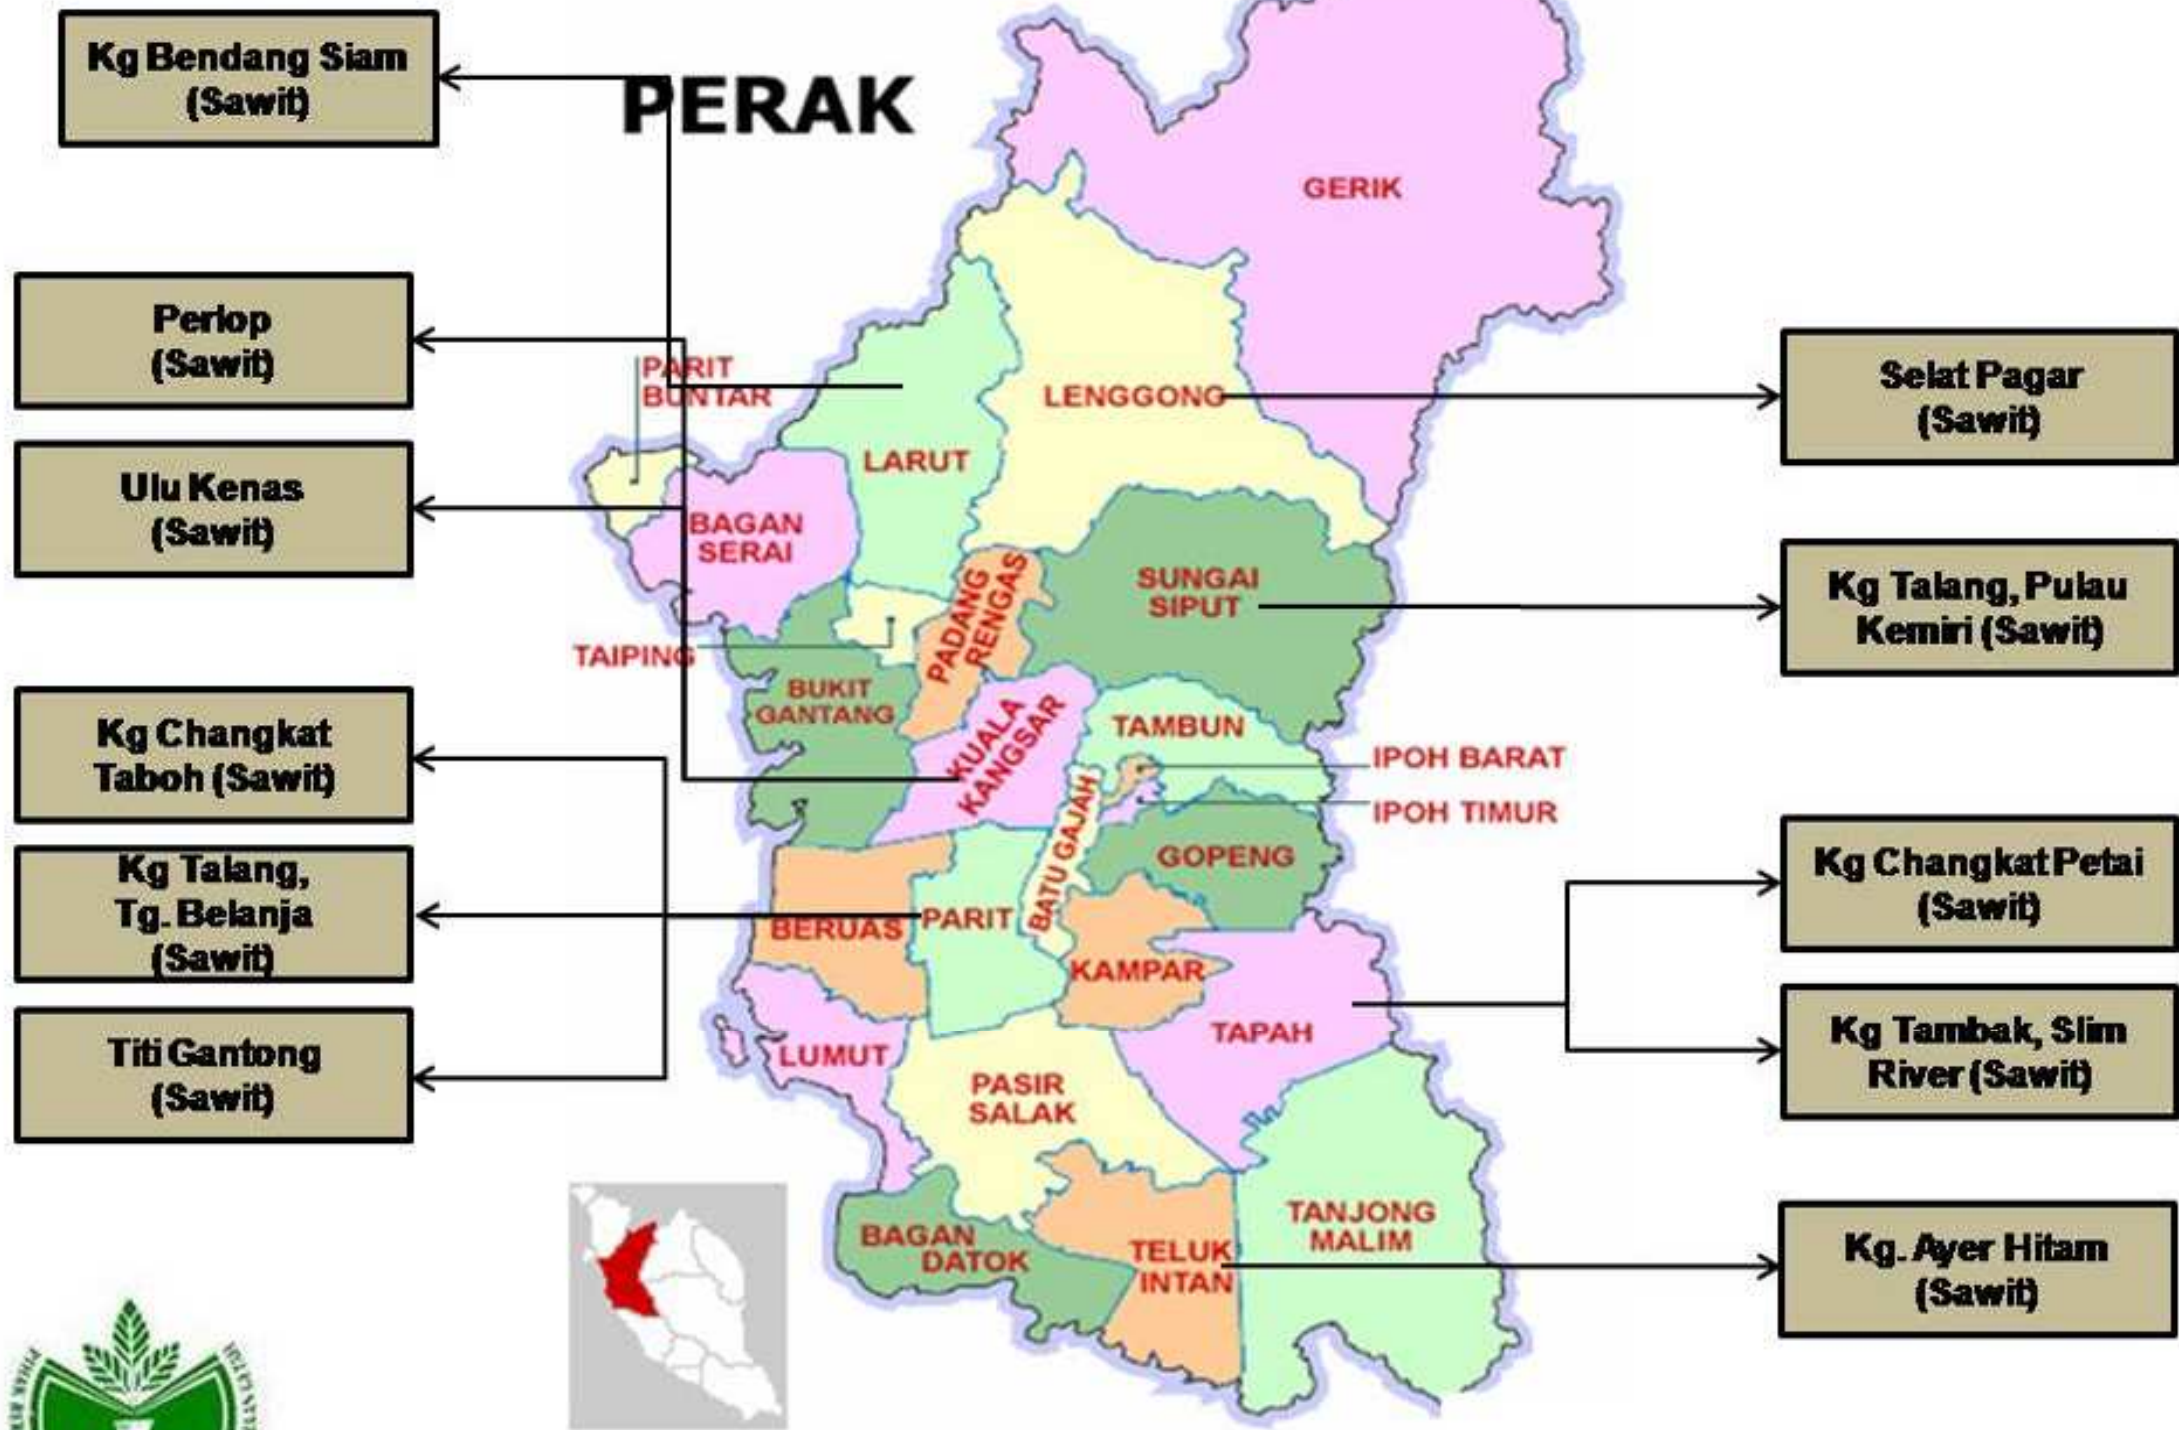 PERAK
Kg Bendang Siam
(Sawit)
Perlop
(Sawit)
Ulu Kenas
(Sawit)
Kg Changkat
Taboh (Sawit)
Kg Talang,
Tg. Belanja
(Sawit)
Titi Gantong
(Sawit)
GERIK
PARIT
BUNTAR
LENGGONG
LARUT
BAGAN
SERAI
SUNGAI
SIPUT
PADANG
RENGAS
TAIPING
BUKIT
GANTANG
KUALA
KANGSAR
TAMBUN
IPOH BARAT
IPOH TIMUR
BATU GAJAH
GOPENG
BERUAS
PARIT
KAMPAR
TAPAH
LUMUT
PASIR
SALAK
BAGAN
DATOK
TELUK
INTAN
TANJONG
MALIM
Selat Pagar
(Sawit)
Kg Talang, Pulau
Kemiri (Sawit)
Kg Changkat Petai
(Sawit)
Kg Tambak, Slim
River (Sawit)
Kg. Ayer Hitam
(Sawit)